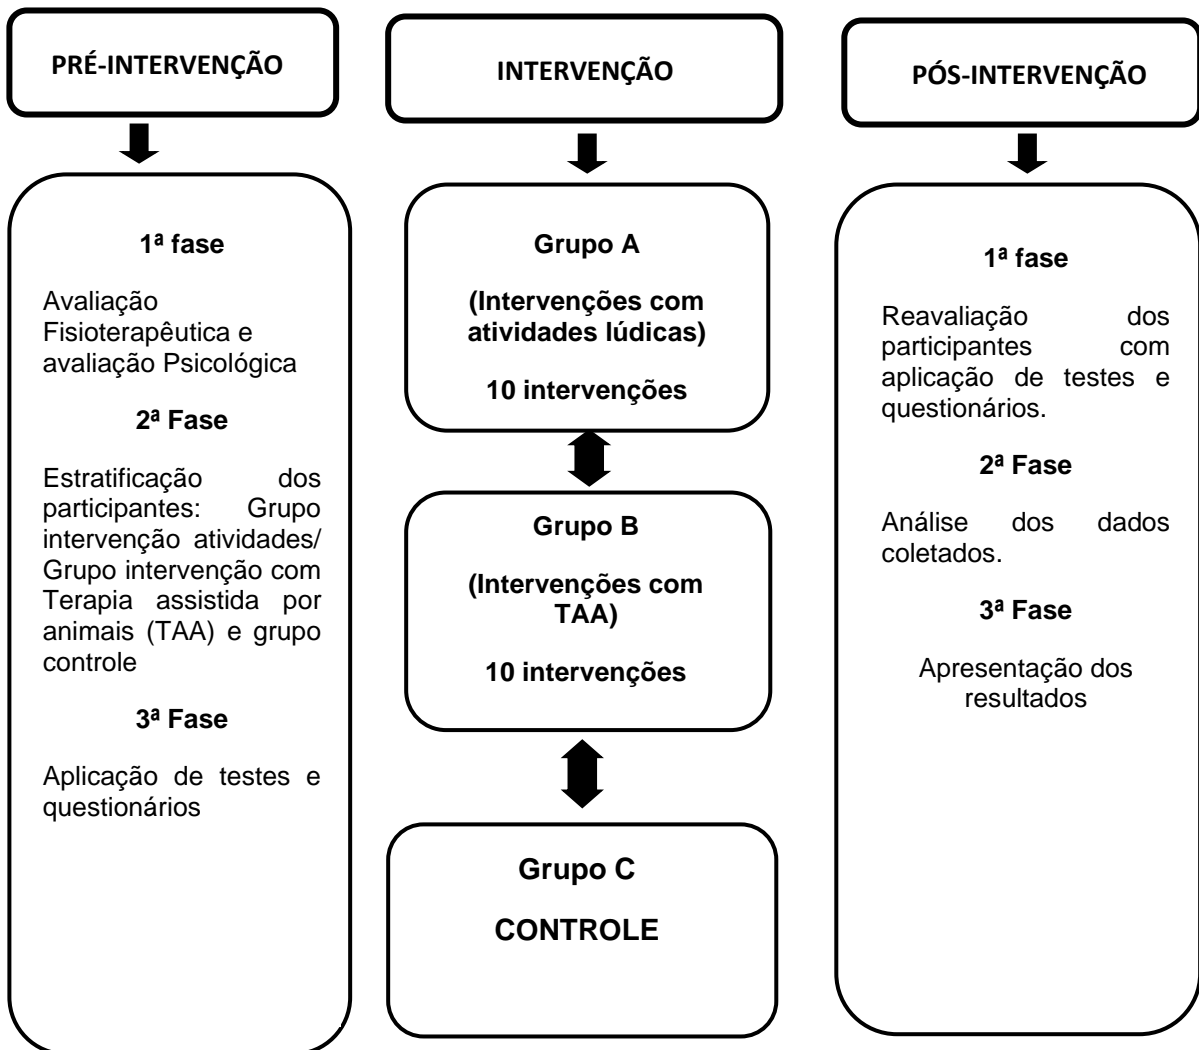 PRÉ-INTERVENÇÃO
1ª fase
Avaliação
Fisioterapêutica e
avaliação Psicológica
2ª Fase
Estratificação dos
participantes: Grupo
intervenção atividades/
Grupo intervenção com
Terapia assistida por
animais (TAA) e grupo
controle
3ª Fase
Aplicação de testes e
questionários
INTERVENÇÃO
Grupo A
(Intervenções com
atividades lúdicas)
10 intervenções
Grupo B
(Intervenções com
TAA)
10 intervenções
Grupo C
CONTROLE
PÓS-INTERVENÇÃO
1ª fase
Reavaliação dos
participantes com
aplicação de testes e
questionários.
2ª Fase
Análise dos dados
coletados.
3ª Fase
Apresentação dos
resultados